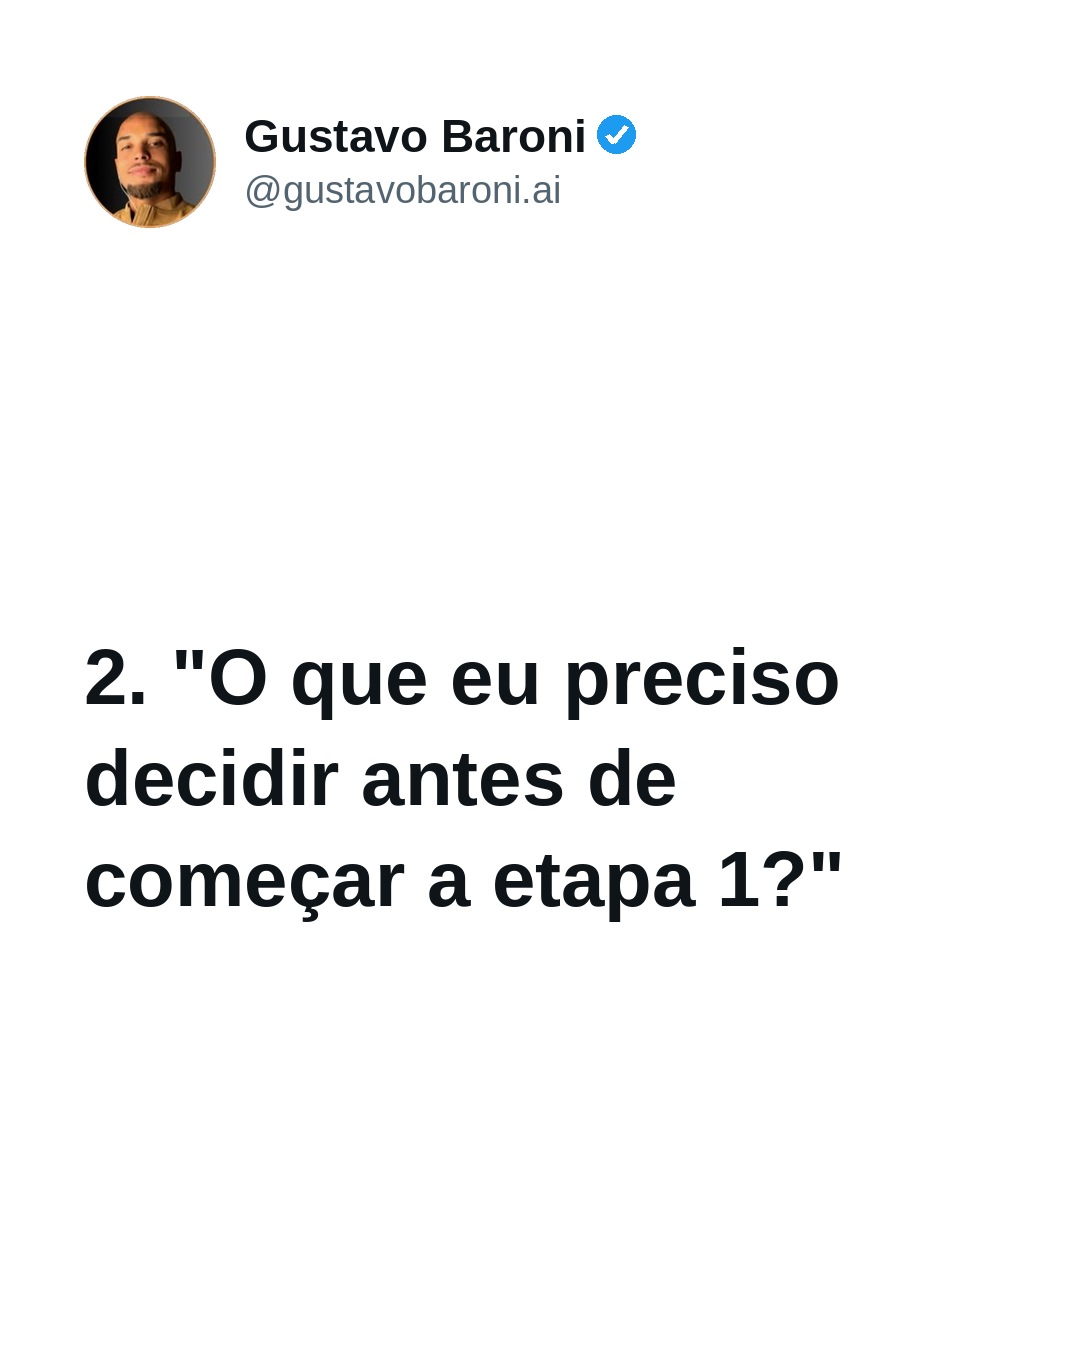 Gustavo Baroni
@gustavobaroni.ai
2. "O que eu preciso
decidir antes de
começar a etapa 1?"